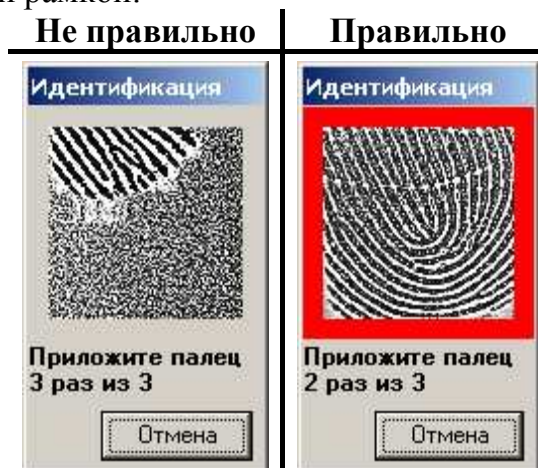 рамкой.
Не правильно Правильно
Идентификация Идентификация
Приложите палец Приложите палец
3 раз из 3 2 раз из 3
Отмена Отмена